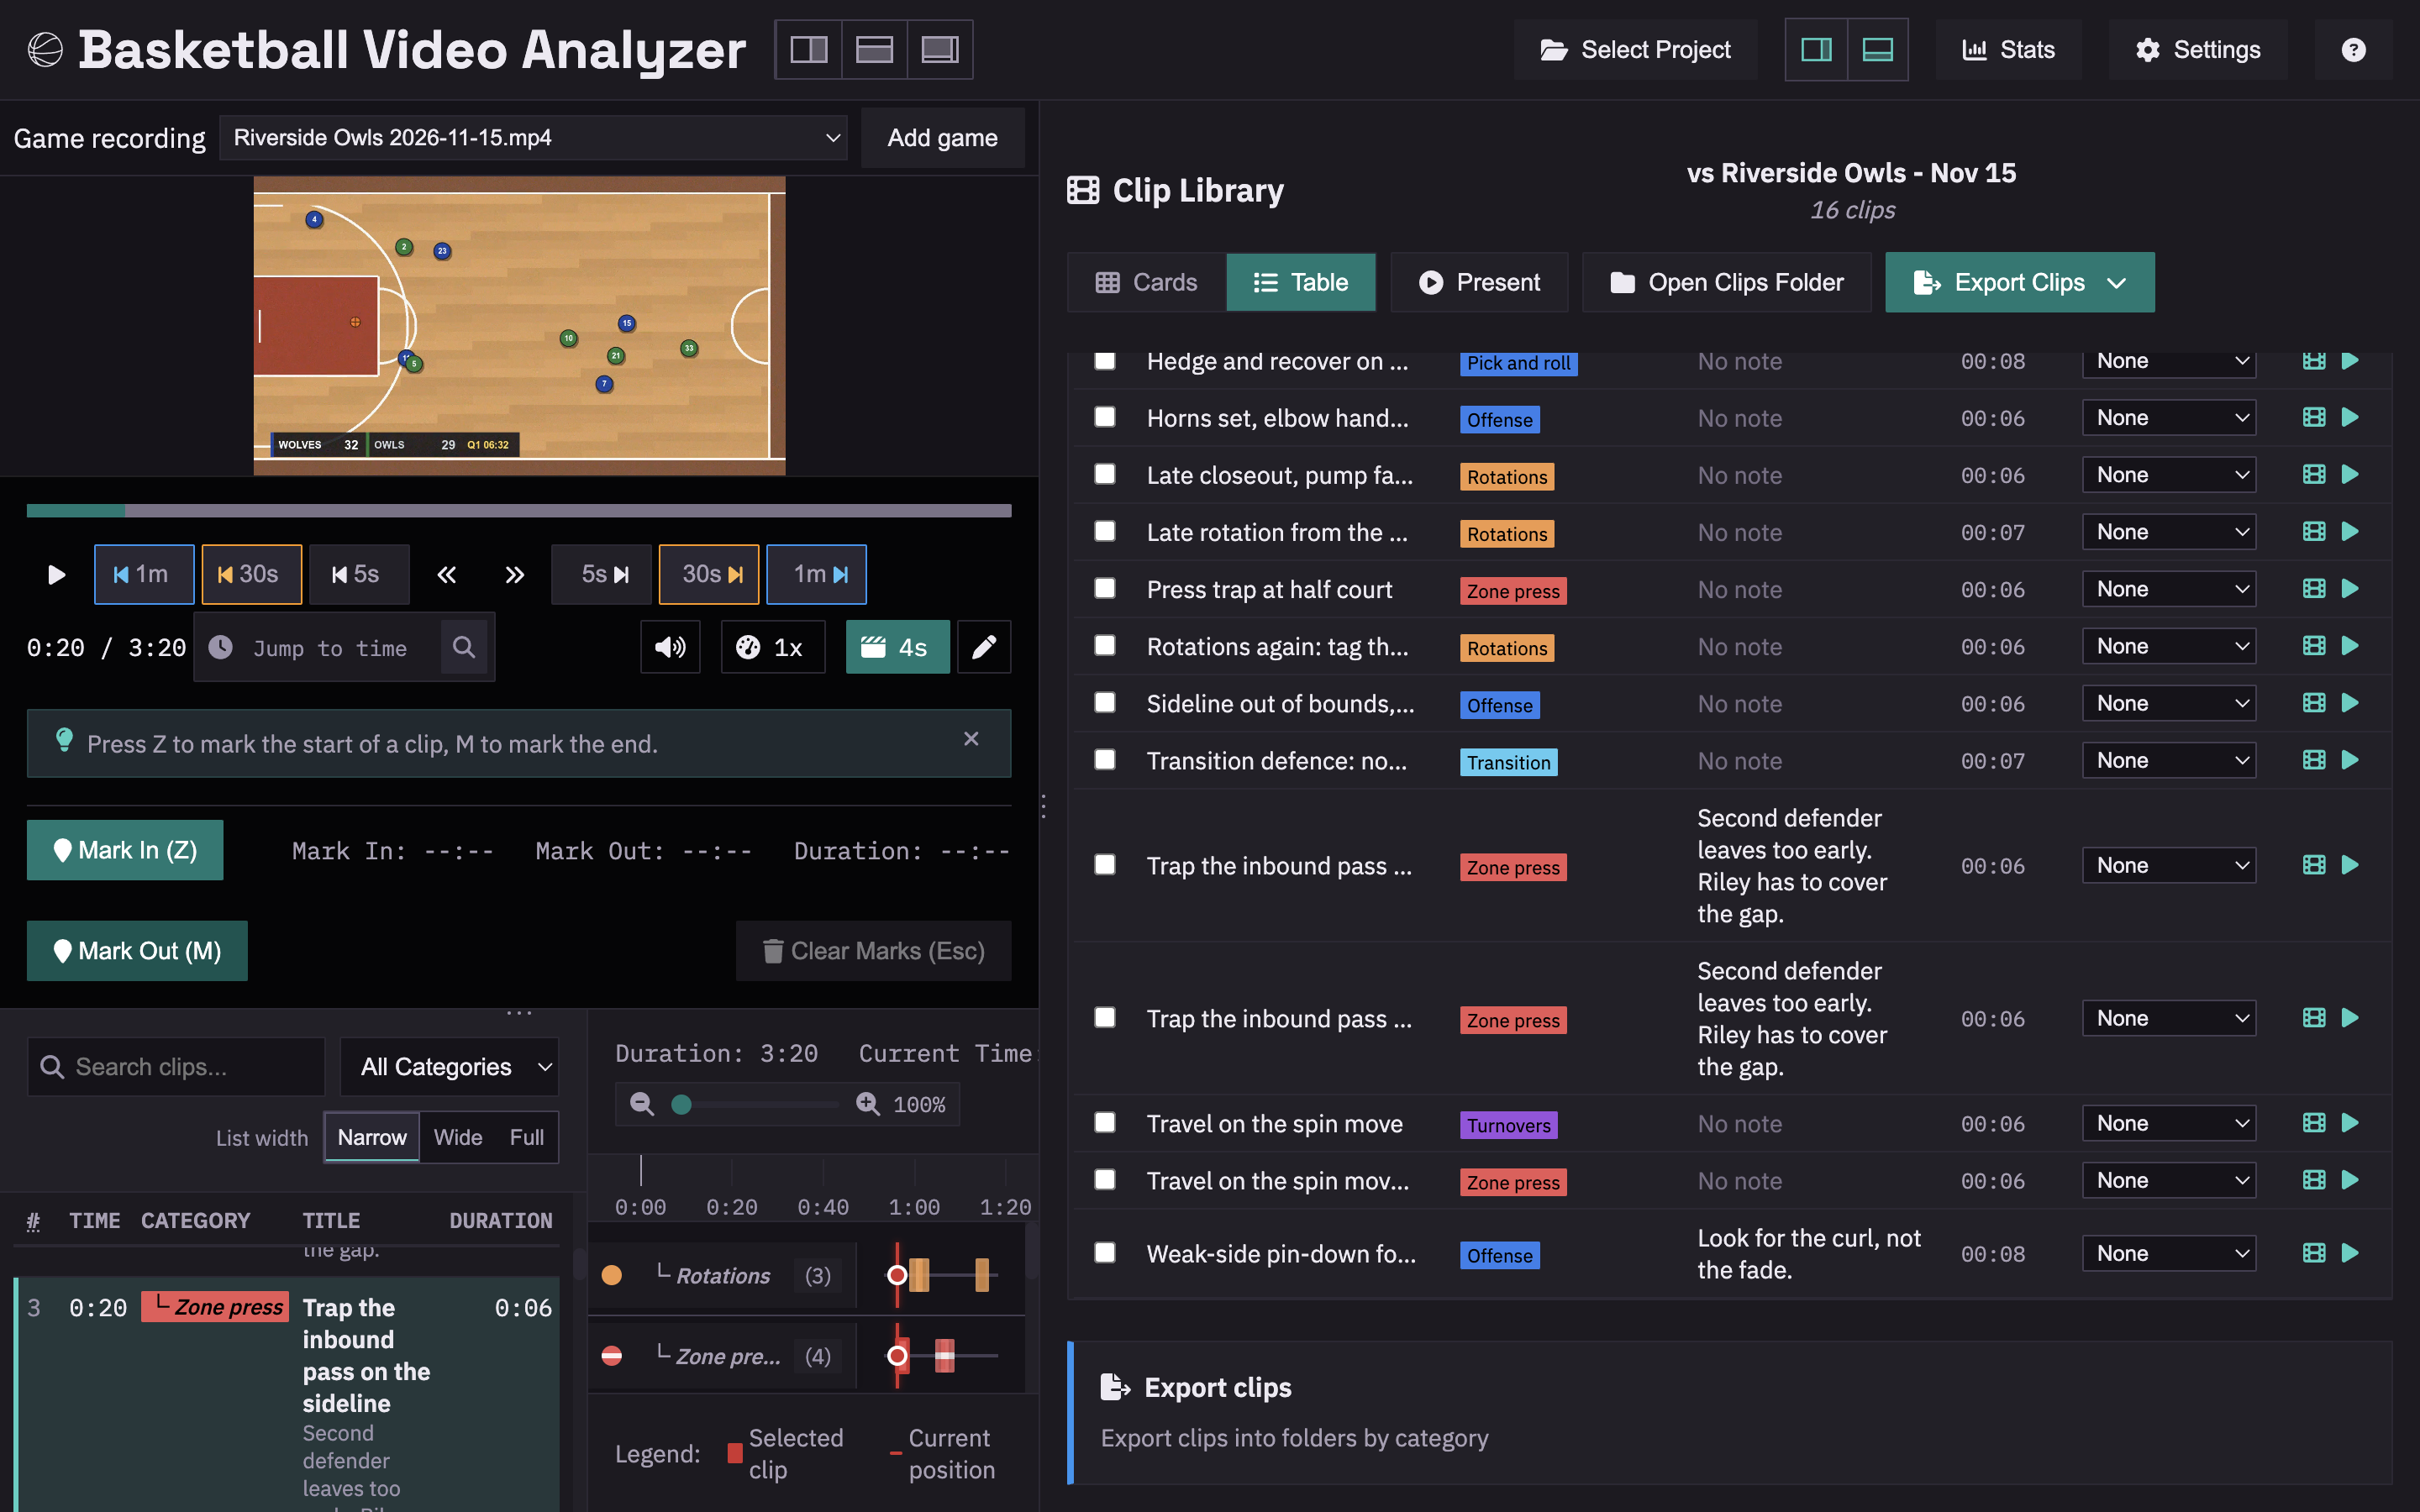 Basketball Video Analyzer
Select Project
Stats
Settings
?
Game recording
Riverside Owls 2026-11-15.mp4
Add game
4
2
23
15
10
21
33
5
7
WOLVES 32 OWLS 29 Q1 06:32
1m
30s
5s
5s
30s
1m
0:20 / 3:20
Jump to time
1x
4s
Press Z to mark the start of a clip, M to mark the end.
Mark In (Z)
Mark In: --:--
Mark Out: --:--
Duration: --:--
Mark Out (M)
Clear Marks (Esc)
Search clips...
All Categories
List width
Narrow
Wide
Full
# TIME CATEGORY TITLE DURATION
the gap.
3 0:20 └ Zone press Trap the 0:06
inbound
pass on the
sideline
Second
defender
leaves too
Duration: 3:20 Current Time:
100%
0:00 0:20 0:40 1:00 1:20
└ Rotations (3)
└ Zone pre... (4)
Legend:
Selected
clip
Current
position
Clip Library
vs Riverside Owls - Nov 15
16 clips
Cards
Table
Present
Open Clips Folder
Export Clips
Hedge and recover on ... Pick and roll No note 00:08 None
Horns set, elbow hand... Offense No note 00:06 None
Late closeout, pump fa... Rotations No note 00:06 None
Late rotation from the ... Rotations No note 00:07 None
Press trap at half court Zone press No note 00:06 None
Rotations again: tag th... Rotations No note 00:06 None
Sideline out of bounds,... Offense No note 00:06 None
Transition defence: no... Transition No note 00:07 None
Second defender
leaves too early.
Trap the inbound pass ... Zone press 00:06 None
Riley has to cover
the gap.
Second defender
leaves too early.
Trap the inbound pass ... Zone press 00:06 None
Riley has to cover
the gap.
Travel on the spin move Turnovers No note 00:06 None
Travel on the spin mov... Zone press No note 00:06 None
Look for the curl, not
Weak-side pin-down fo... Offense 00:08 None
the fade.
Export clips
Export clips into folders by category